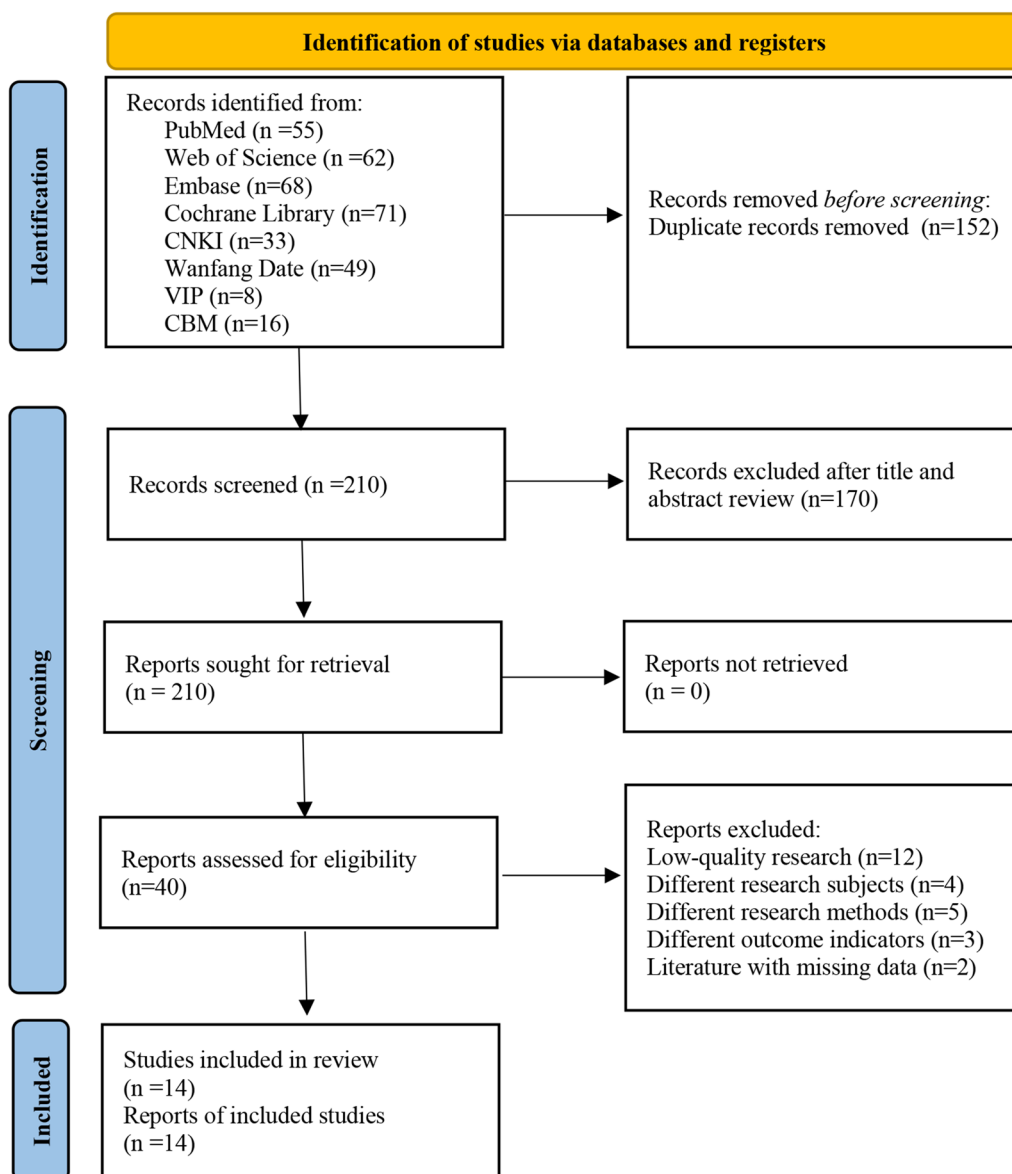 Identification of studies via databases and registers
Identification
Records identified from:
PubMed (n =55)
Web of Science (n =62)
Embase (n=68)
Cochrane Library (n=71)
CNKI (n=33)
Wanfang Date (n=49)
VIP (n=8)
CBM (n=16)
Records removed before screening:
Duplicate records removed (n=152)
Screening
Records screened (n =210)
Records excluded after title and
abstract review (n=170)
Reports sought for retrieval
(n = 210)
Reports not retrieved
(n = 0)
Reports assessed for eligibility
(n=40)
Reports excluded:
Low-quality research (n=12)
Different research subjects (n=4)
Different research methods (n=5)
Different outcome indicators (n=3)
Literature with missing data (n=2)
Included
Studies included in review
(n =14)
Reports of included studies
(n =14)